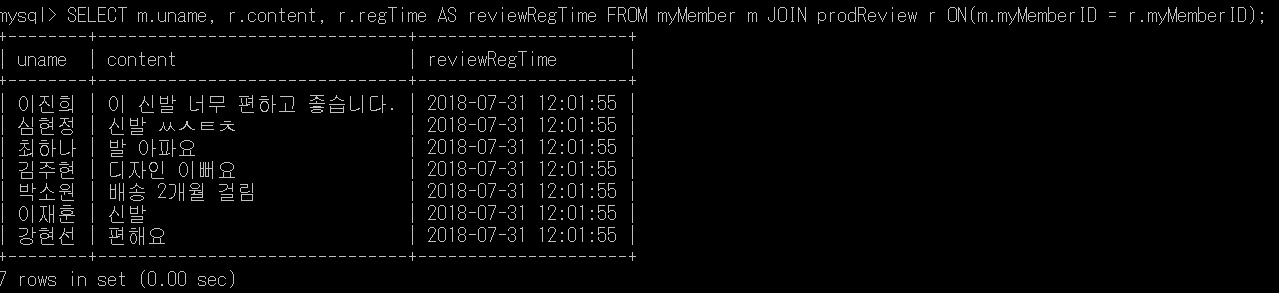 mysql> SELECT m.uname, r.content, r.regTime AS reviewRegTime FROM myMember m JOIN prodReview r ON(m.myMemberID = r.myMemberID);
+--------+---------------------------------+---------------------+
| uname | content | reviewRegTime |
+--------+---------------------------------+---------------------+
| 이진희 | 이 신발 너무 편하고 좋습니다. | 2018-07-31 12:01:55 |
| 심현정 | 신발 ㅆㅅㅌㅊ | 2018-07-31 12:01:55 |
| 최하나 | 발 아파요 | 2018-07-31 12:01:55 |
| 김주현 | 디자인 이뻐요 | 2018-07-31 12:01:55 |
| 박소원 | 배송 2개월 걸림 | 2018-07-31 12:01:55 |
| 이재훈 | 신발 | 2018-07-31 12:01:55 |
| 강현선 | 편해요 | 2018-07-31 12:01:55 |
+--------+---------------------------------+---------------------+
7 rows in set (0.00 sec)